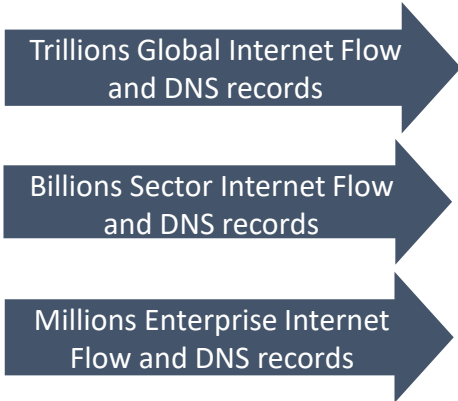 Trillions Global Internet Flow
and DNS records
Billions Sector Internet Flow
and DNS records
Millions Enterprise Internet
Flow and DNS records